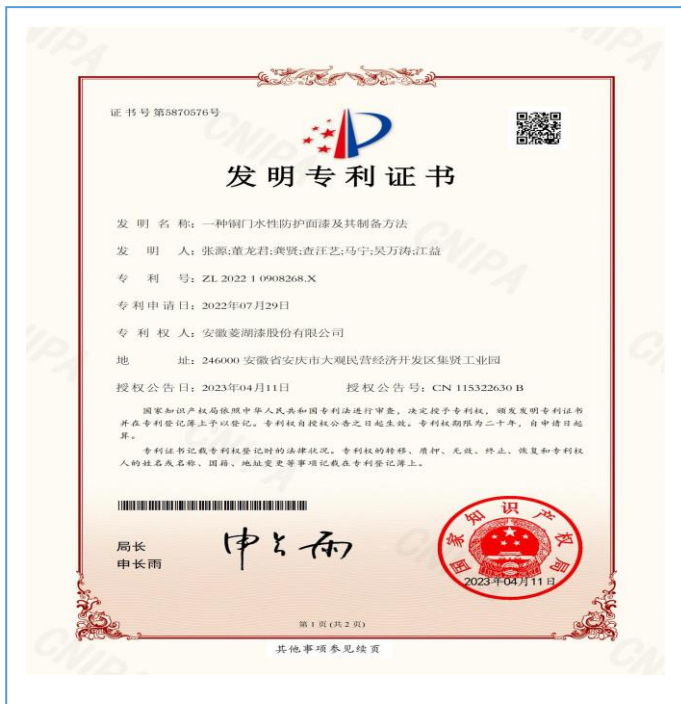 证书号第5870576号
发明专利证书
发 明 名 称：一种铜门水性防护面漆及其制备方法
发 明 人：张源;董龙君;龚贤;查汪艺;马宁;吴万涛;江益
专 利 号：ZL 2022 1 0908268.X
专利申请日：2022年07月29日
专 利 权 人：安徽菱湖漆股份有限公司
地 址：246000 安徽省安庆市大观民营经济开发区集贤工业园
授权公告日：2023年04月11日 授权公告号：CN 115322630 B
国家知识产权局依照中华人民共和国专利法进行审查，决定授予专利权，颁发发明专利证书
并在专利登记簿上予以登记。专利权自授权公告之日起生效。专利权期限为二十年，自申请日起
算。
专利证书记载专利权登记时的法律状况。专利权的转移、质押、无效、终止、恢复和专利权
人的姓名或名称、国籍、地址变更等事项记载在专利登记簿上。
局长
申长雨
申长雨
国家知识产权局
2023年04月11日
第 1 页 (共 2 页)
其他事项参见续页
CNIPA